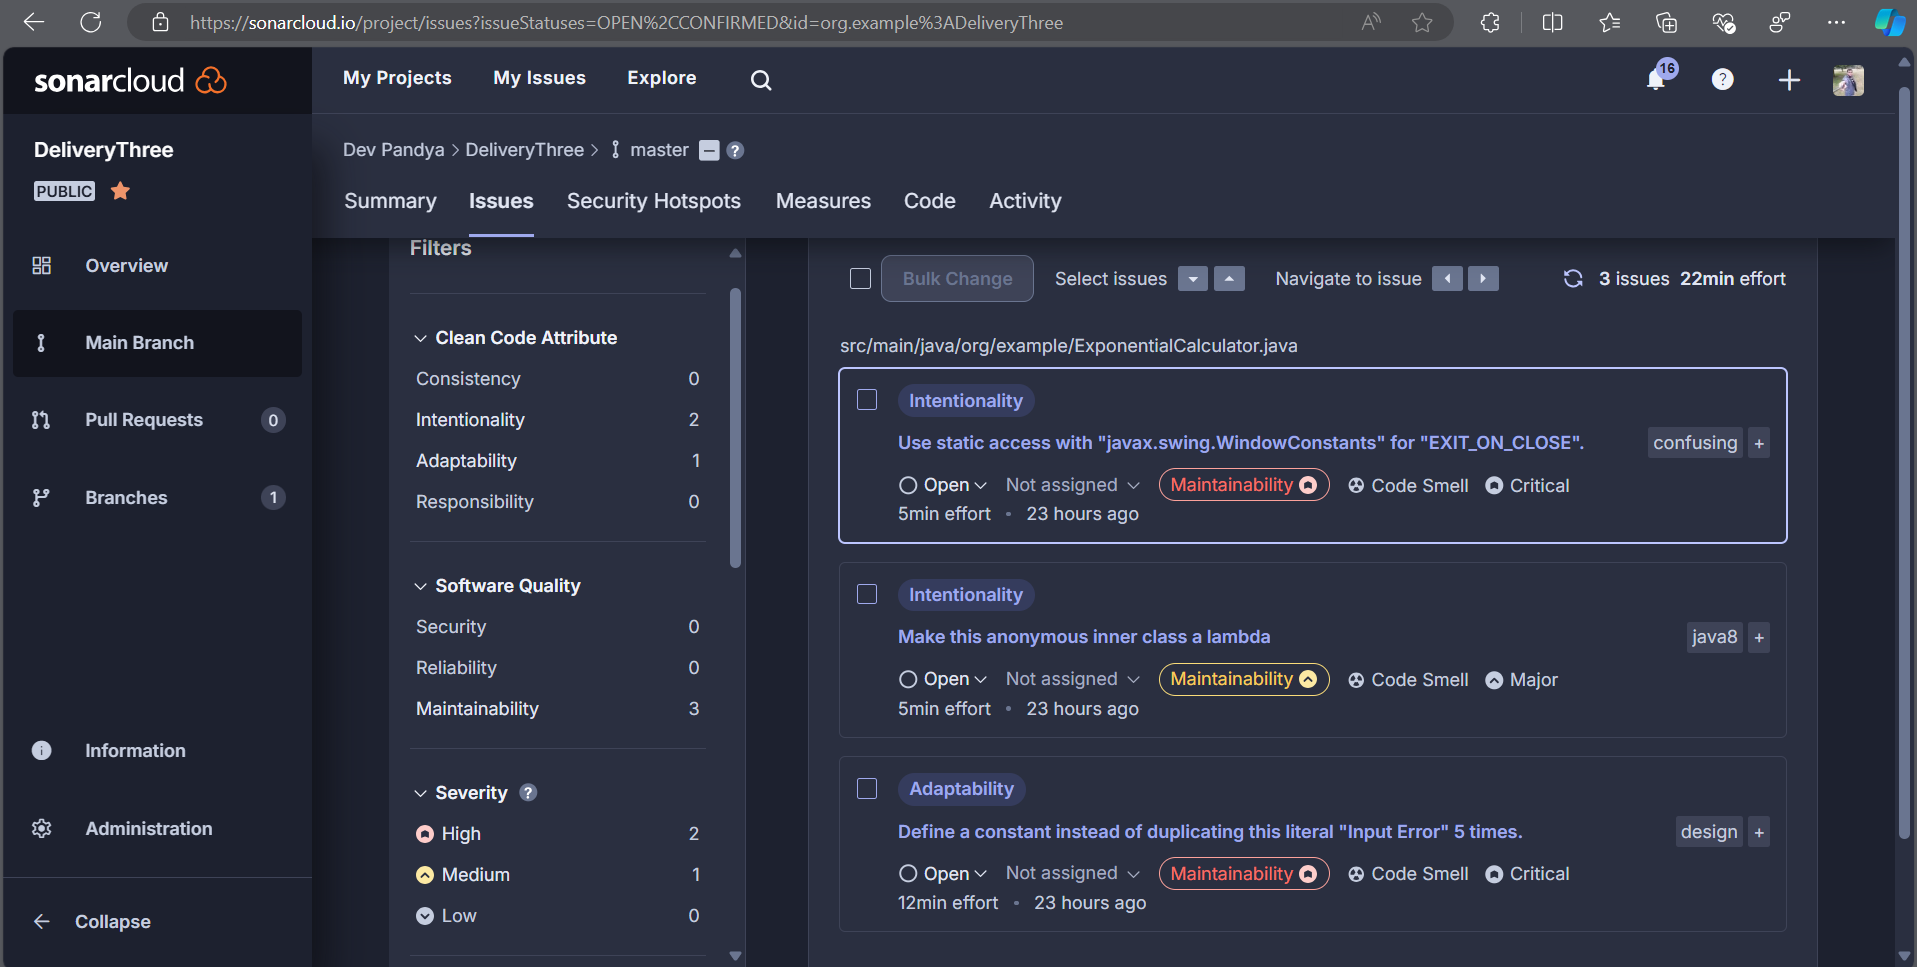 https://sonarcloud.io/project/issues?issueStatuses=OPEN%2CCONFIRMED&id=org.example%3ADeliveryThree
sonarcloud
My Projects
My Issues
Explore
16
?
DeliveryThree
PUBLIC
Overview
Main Branch
Pull Requests 0
Branches 1
Information
Administration
Collapse
Dev Pandya > DeliveryThree > master ?
Summary
Issues
Security Hotspots
Measures
Code
Activity
Filters
Clean Code Attribute
Consistency 0
Intentionality 2
Adaptability 1
Responsibility 0
Software Quality
Security 0
Reliability 0
Maintainability 3
Severity ?
High 2
Medium 1
Low 0
Bulk Change
Select issues
Navigate to issue
3 issues 22min effort
src/main/java/org/example/ExponentialCalculator.java
Intentionality
Use static access with "javax.swing.WindowConstants" for "EXIT_ON_CLOSE".
confusing +
Open Not assigned Maintainability Code Smell Critical
5min effort • 23 hours ago
Intentionality
Make this anonymous inner class a lambda
java8 +
Open Not assigned Maintainability Code Smell Major
5min effort • 23 hours ago
Adaptability
Define a constant instead of duplicating this literal "Input Error" 5 times.
design +
Open Not assigned Maintainability Code Smell Critical
12min effort • 23 hours ago